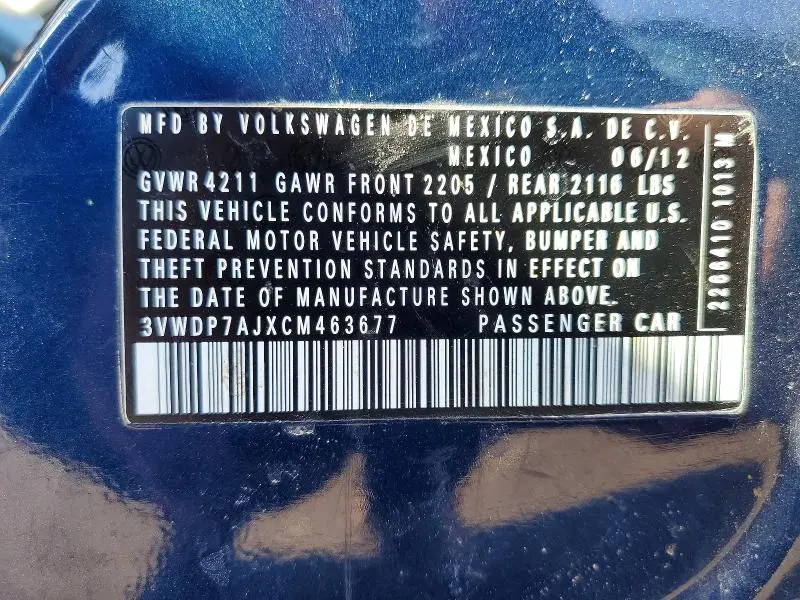 MFD BY VOLKSWAGEN DE MEXICO S.A. DE C.V.
MEXICO 06/12
GVWR 4211 GAWR FRONT 2205 / REAR 2116 LBS
THIS VEHICLE CONFORMS TO ALL APPLICABLE U.S.
FEDERAL MOTOR VEHICLE SAFETY, BUMPER AND
THEFT PREVENTION STANDARDS IN EFFECT ON
THE DATE OF MANUFACTURE SHOWN ABOVE.
3VWDP7AJXCM463677 PASSENGER CAR
2200410 1013 M